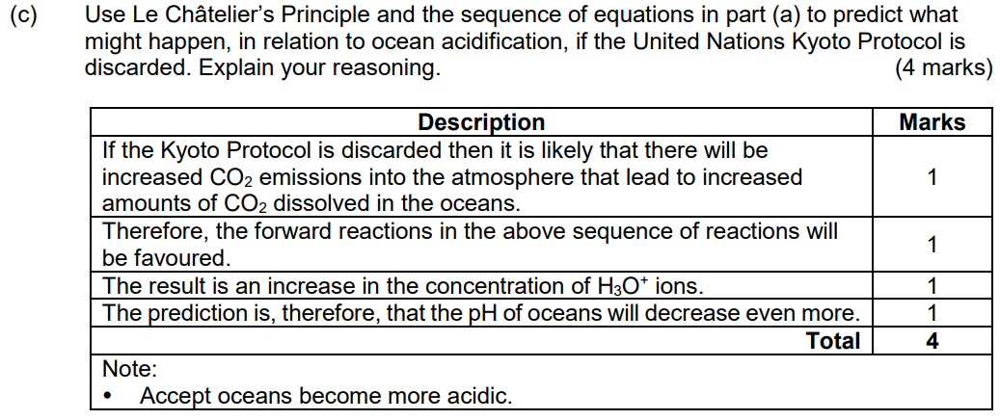 (c) Use Le Châtelier’s Principle and the sequence of equations in part (a) to predict what
might happen, in relation to ocean acidification, if the United Nations Kyoto Protocol is
discarded. Explain your reasoning. (4 marks)
Description Marks
If the Kyoto Protocol is discarded then it is likely that there will be
increased CO₂ emissions into the atmosphere that lead to increased 1
amounts of CO₂ dissolved in the oceans.
Therefore, the forward reactions in the above sequence of reactions will 1
be favoured.
The result is an increase in the concentration of H₃O⁺ ions. 1
The prediction is, therefore, that the pH of oceans will decrease even more. 1
Total 4
Note:
• Accept oceans become more acidic.